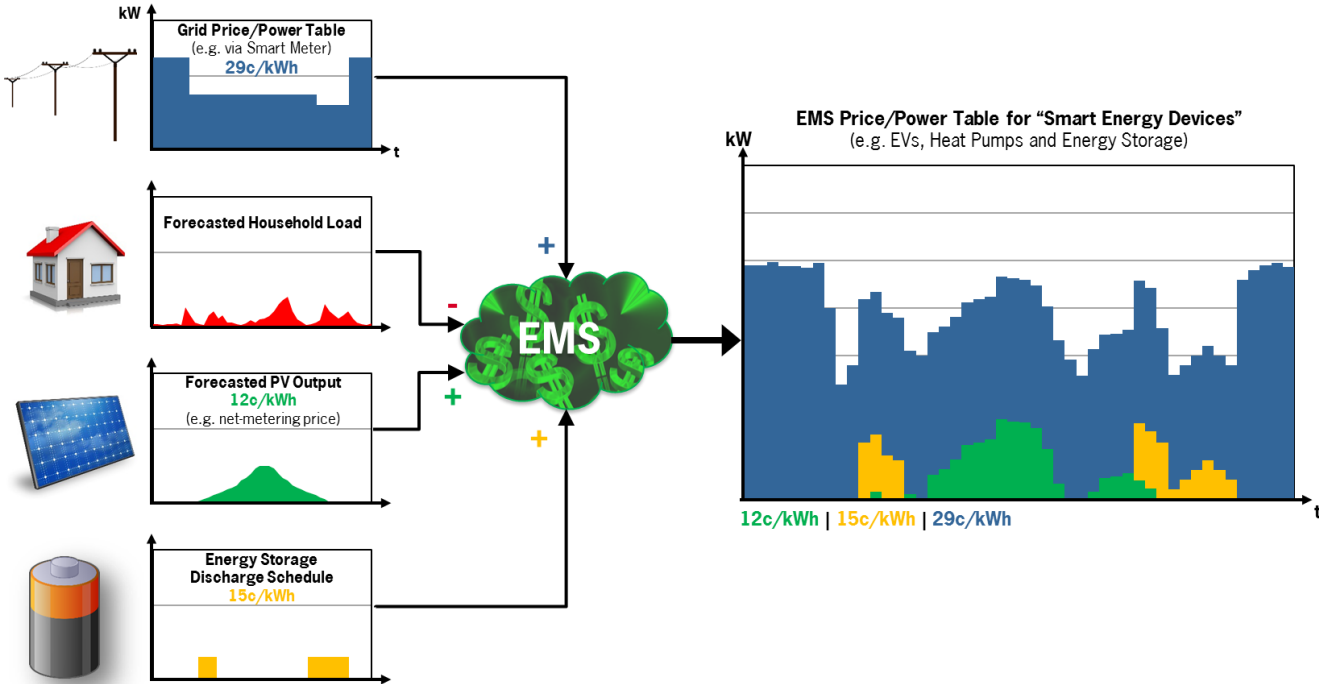 kW
Grid Price/Power Table
(e.g. via Smart Meter)
29c/kWh
t
Forecasted Household Load
Forecasted PV Output
12c/kWh
(e.g. net-metering price)
Energy Storage
Discharge Schedule
15c/kWh
+
-
+
+
EMS
EMS Price/Power Table for “Smart Energy Devices”
(e.g. EVs, Heat Pumps and Energy Storage)
kW
t
12c/kWh | 15c/kWh | 29c/kWh